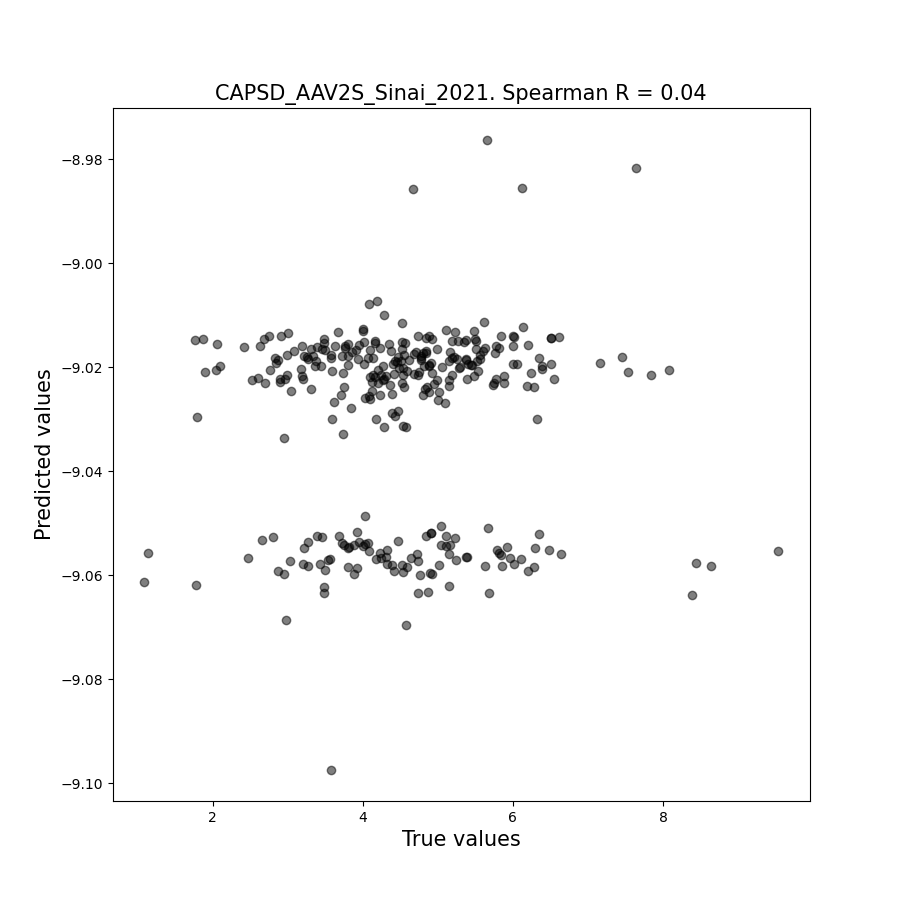 CAPSD_AAV2S_Sinai_2021. Spearman R = 0.04
−8.98
−9.00
−9.02
−9.04
−9.06
−9.08
−9.10
Predicted values
2 4 6 8
True values